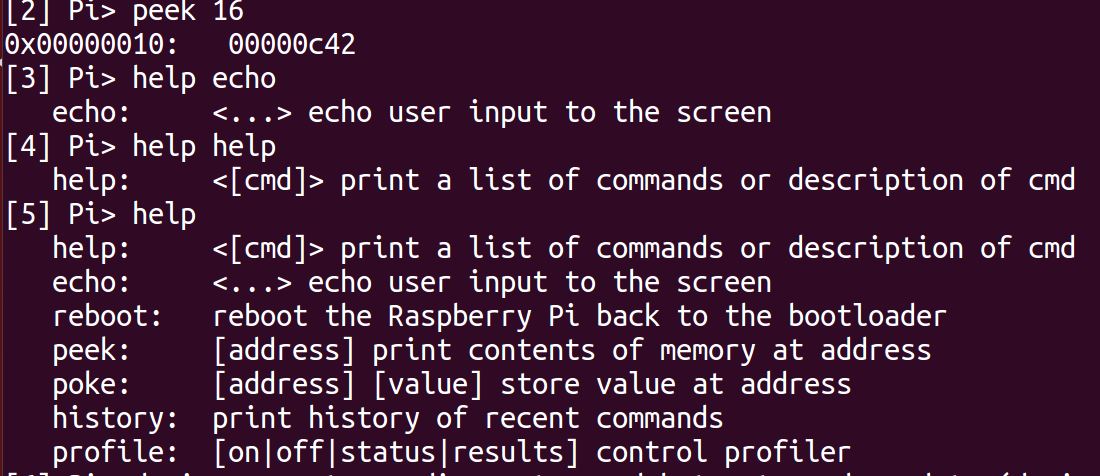 [2] Pi> peek 16
0x00000010:   00000c42
[3] Pi> help echo
   echo:     <...> echo user input to the screen
[4] Pi> help help
   help:     <[cmd]> print a list of commands or description of cmd
[5] Pi> help
   help:     <[cmd]> print a list of commands or description of cmd
   echo:     <...> echo user input to the screen
   reboot:   reboot the Raspberry Pi back to the bootloader
   peek:     [address] print contents of memory at address
   poke:     [address] [value] store value at address
   history:  print history of recent commands
   profile:  [on|off|status|results] control profiler